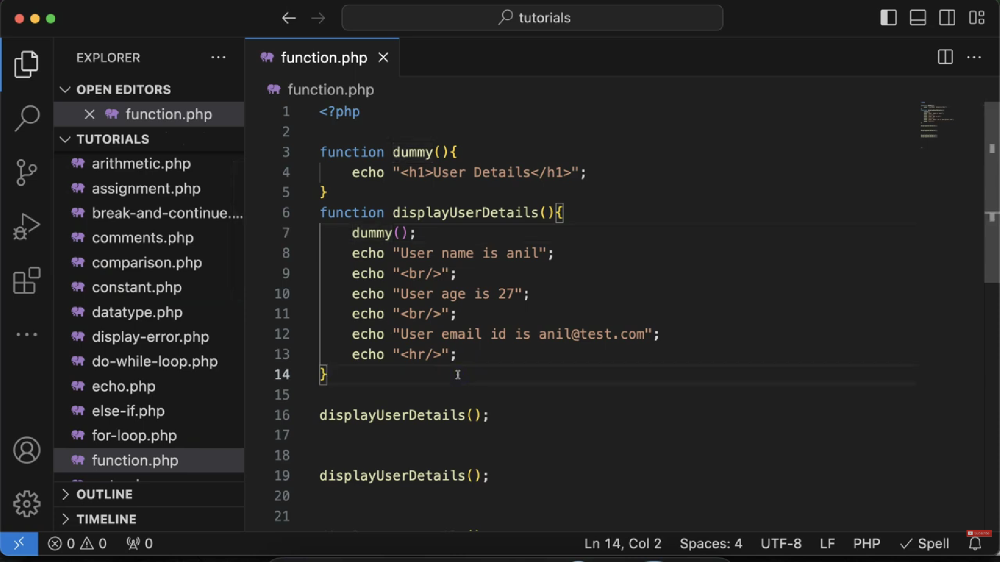 tutorials
EXPLORER
function.php
OPEN EDITORS
function.php
TUTORIALS
arithmetic.php
assignment.php
break-and-continue....
comments.php
comparison.php
constant.php
datatype.php
display-error.php
do-while-loop.php
echo.php
else-if.php
for-loop.php
function.php
OUTLINE
TIMELINE
function.php
1 <?php
2
3 function dummy(){
4 echo "<h1>User Details</h1>";
5 }
6 function displayUserDetails(){
7 dummy();
8 echo "User name is anil";
9 echo "<br/>";
10 echo "User age is 27";
11 echo "<br/>";
12 echo "User email id is anil@test.com";
13 echo "<hr/>";
14 }
15
16 displayUserDetails();
17
18
19 displayUserDetails();
20
21
Subscribe
0 0 0 Ln 14, Col 2 Spaces: 4 UTF-8 LF PHP Spell